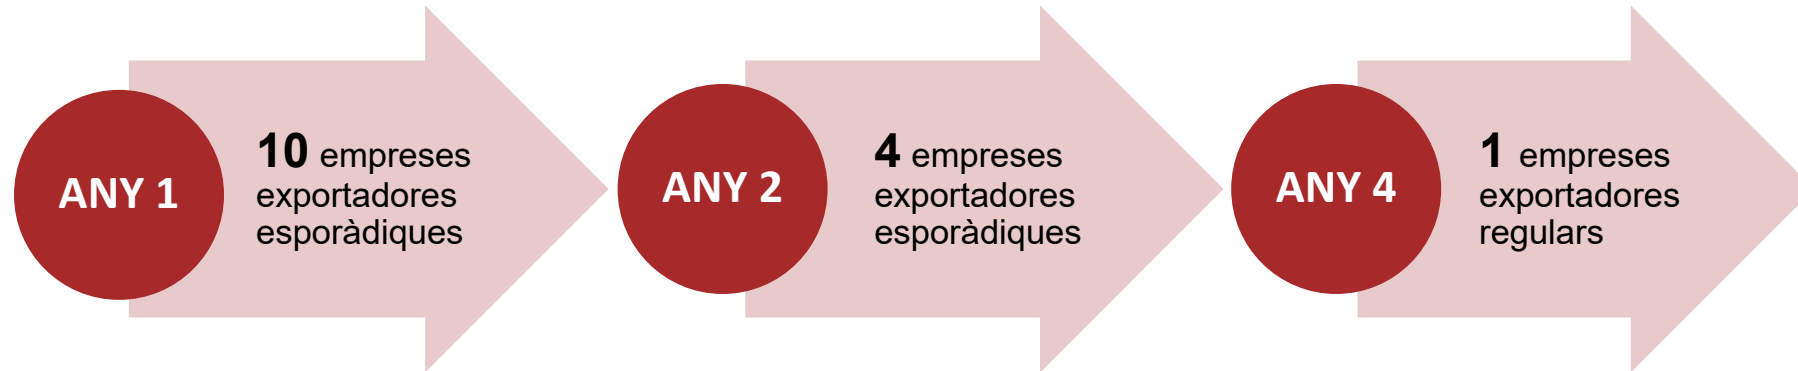 ANY 1
10 empreses
exportadores
esporàdiques
ANY 2
4 empreses
exportadores
esporàdiques
ANY 4
1 empreses
exportadores
regulars